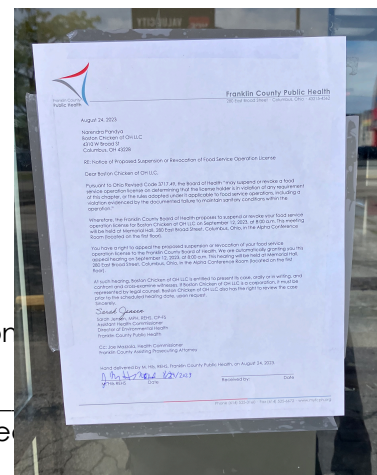 VALUE CITY
Franklin County
Public Health
Franklin County Public Health
280 East Broad Street Columbus, Ohio 43215-4562
August 24, 2023
Narendra Pandya
Boston Chicken of OH LLC
4310 W Broad St
Columbus, OH 43228
RE: Notice of Proposed Suspension or Revocation of Food Service Operation License
Dear Boston Chicken of OH LLC,
Pursuant to Ohio Revised Code 3717.49, the Board of Health "may suspend or revoke a food
service operation license on determining that the license holder is in violation of any requirement
of this chapter, or the rules adopted under it applicable to food service operations, including a
violation evidenced by the documented failure to maintain sanitary conditions within the
operation."
Wherefore, the Franklin County Board of Health proposes to suspend or revoke your food service
operation license for Boston Chicken of OH LLC on September 12, 2023, at 8:00 a.m. This meeting
will be held at Memorial Hall, 280 East Broad Street, Columbus, Ohio, in the Alpha Conference
Room (located on the first floor).
You have a right to appeal the proposed suspension or revocation of your food service
operation license to the Franklin County Board of Health. We are automatically granting you this
appeal hearing on September 12, 2023, at 8:00 a.m. This hearing will be held at Memorial Hall,
280 East Broad Street, Columbus, Ohio, in the Alpha Conference Room (located on the first
floor).
At such hearing, Boston Chicken of OH LLC is entitled to present its case, orally or in writing, and
confront and cross-examine witnesses. If Boston Chicken of OH LLC is a corporation, it must be
represented by legal counsel. Boston Chicken of OH LLC also has the right to review the case
prior to the scheduled hearing date, upon request.
Sincerely,
Sarah Jensen
Sarah Jensen, MPH, REHS, CP-FS
Assistant Health Commissioner
Director of Environmental Health
Franklin County Public Health
Cc: Joe Mazzola, Health Commissioner
Franklin County Assisting Prosecuting Attorney
Hand delivered by M. Hils, REHS, Franklin County Public Health, on August 24, 2023
8/24/2023
REHS Date Received by: Date